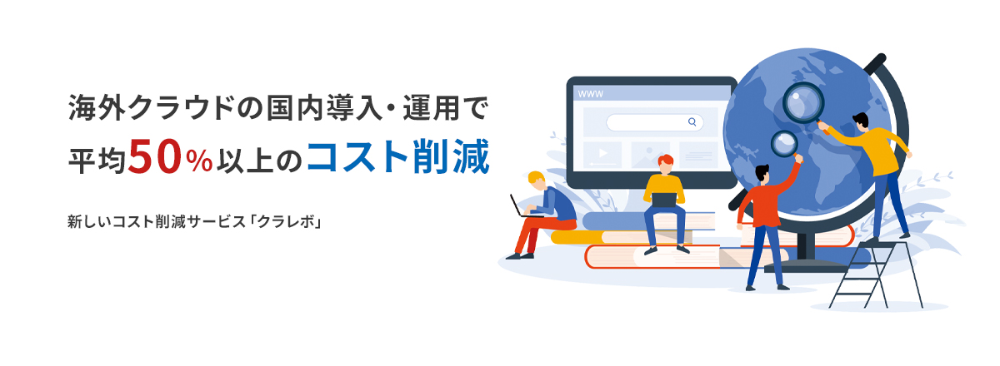 海外クラウドの国内導入・運用で
平均50%以上のコスト削減
新しいコスト削減サービス「クラレボ」
WWW